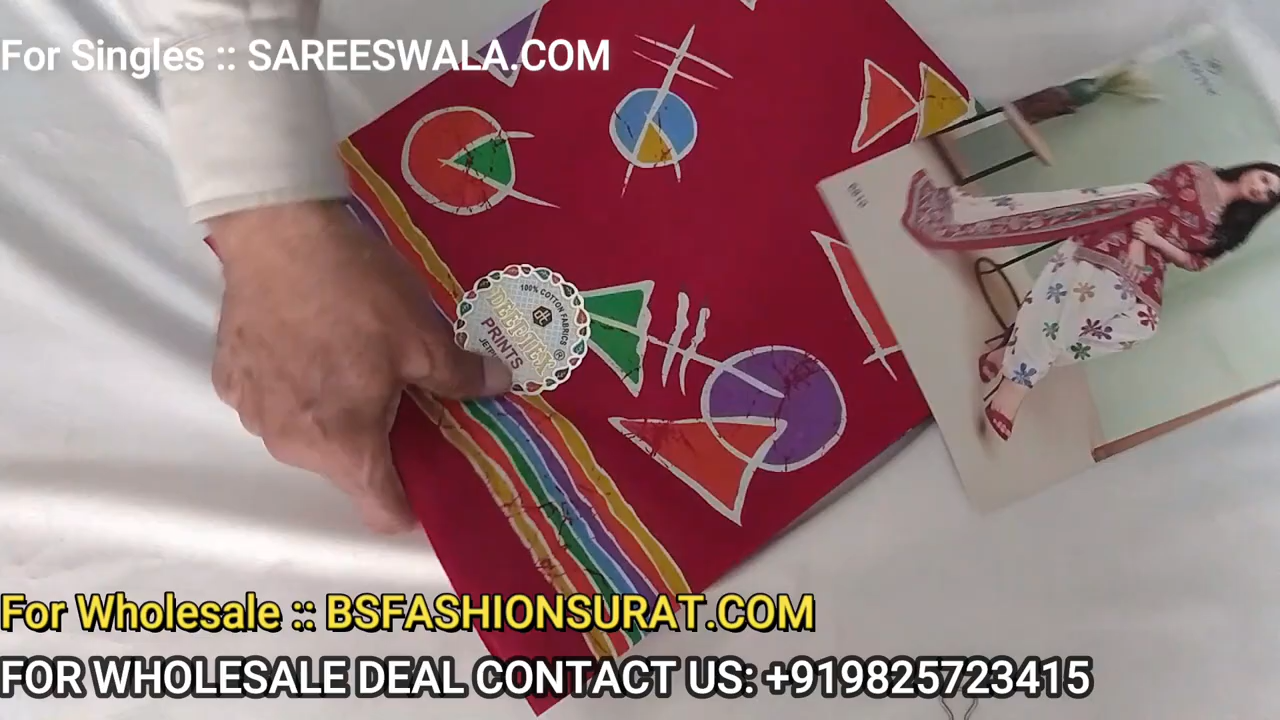 For Singles :: SAREESWALA.COM
100% COTTON FABRICS
DEEPTEX
PRINTS
For Wholesale :: BSFASHIONSURAT.COM
FOR WHOLESALE DEAL CONTACT US: +919825723415